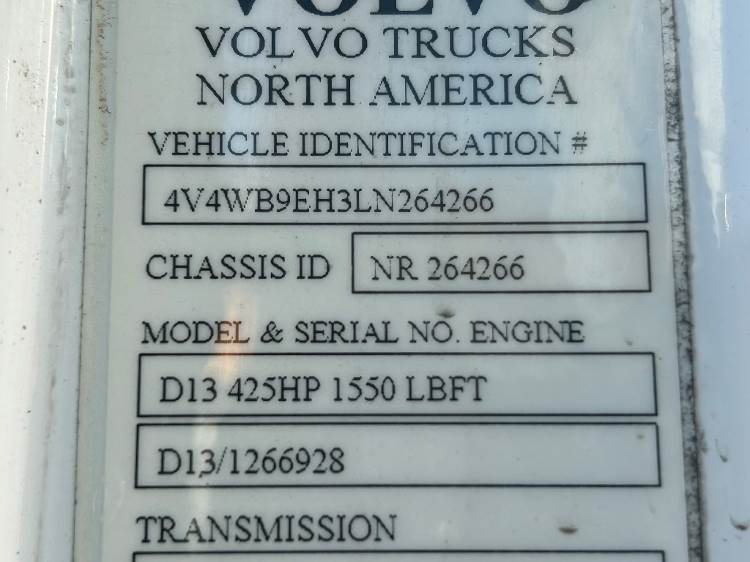 VOLVO
VOLVO TRUCKS
NORTH AMERICA
VEHICLE IDENTIFICATION #
4V4WB9EH3LN264266
CHASSIS ID NR 264266
MODEL & SERIAL NO. ENGINE
D13 425HP 1550 LBFT
D13/1266928
TRANSMISSION